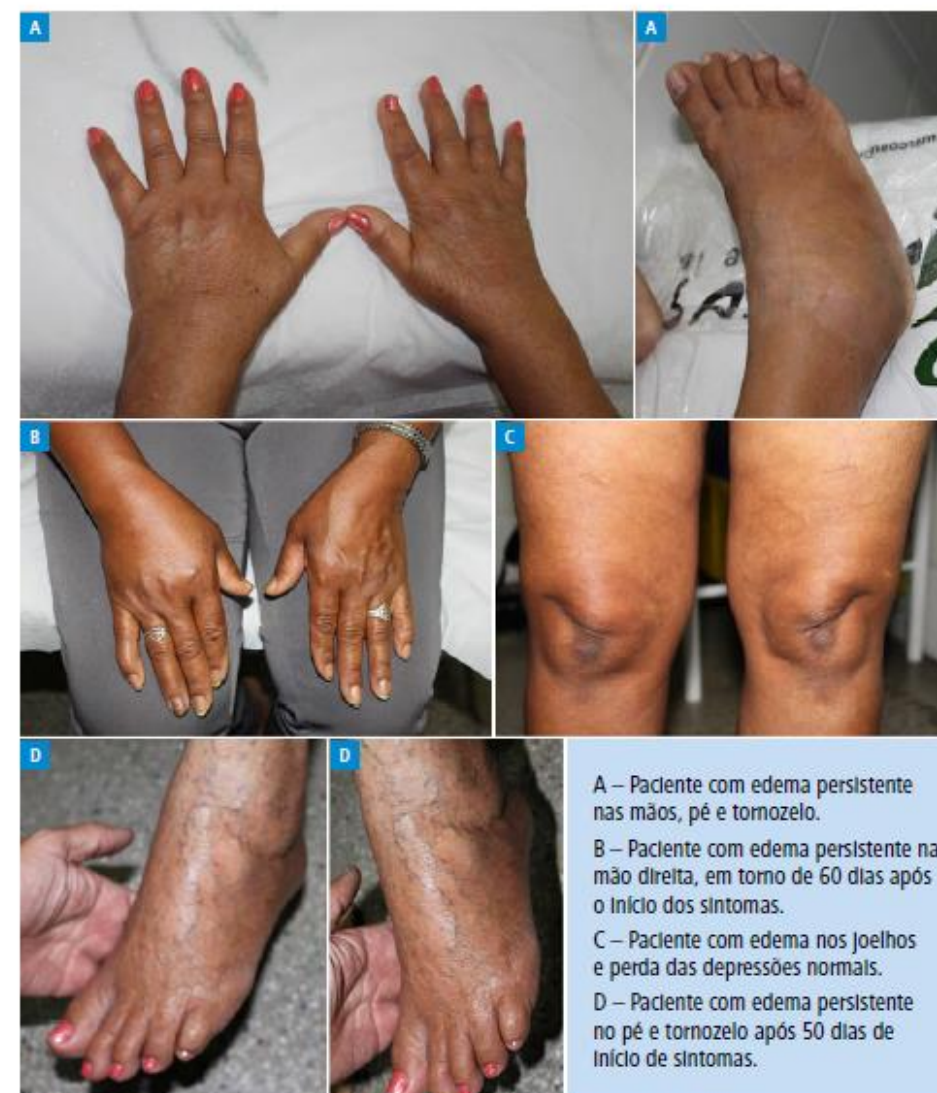 A
A
B
C
D
D
A – Paciente com edema persistente
nas mãos, pé e tornozelo.
B – Paciente com edema persistente na
mão direita, em torno de 60 dias após
o início dos sintomas.
C – Paciente com edema nos joelhos
e perda das depressões normais.
D – Paciente com edema persistente
no pé e tornozelo após 50 dias de
início de sintomas.